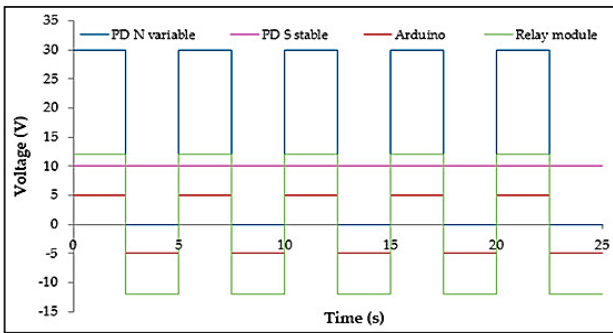 PD N variable PD S stable Arduino Relay module
Voltage (V)
35
30
25
20
15
10
5
0
-5
-10
-15
0 5 10 15 20 25
Time (s)